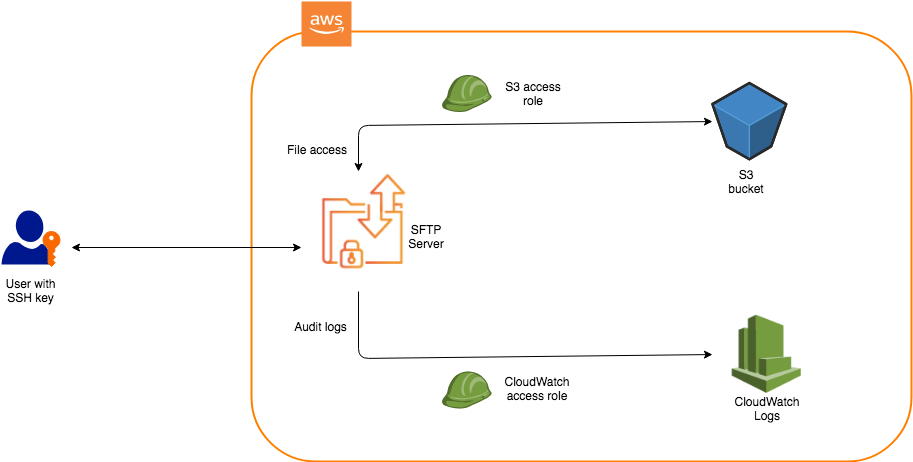 aws
S3 access
role
File access
S3
bucket
SFTP
Server
User with
SSH key
Audit logs
CloudWatch
access role
CloudWatch
Logs